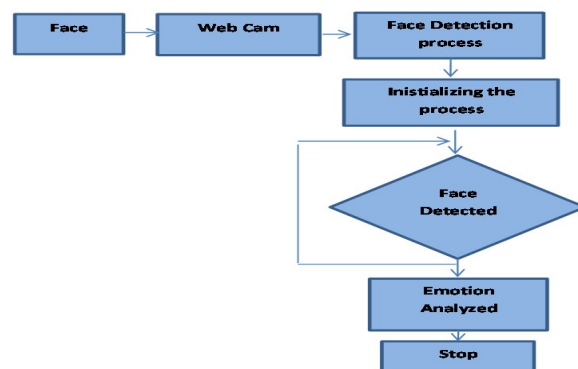 Face
Web Cam
Face Detection
process
Inistializing the
process
Face
Detected
Emotion
Analyzed
Stop